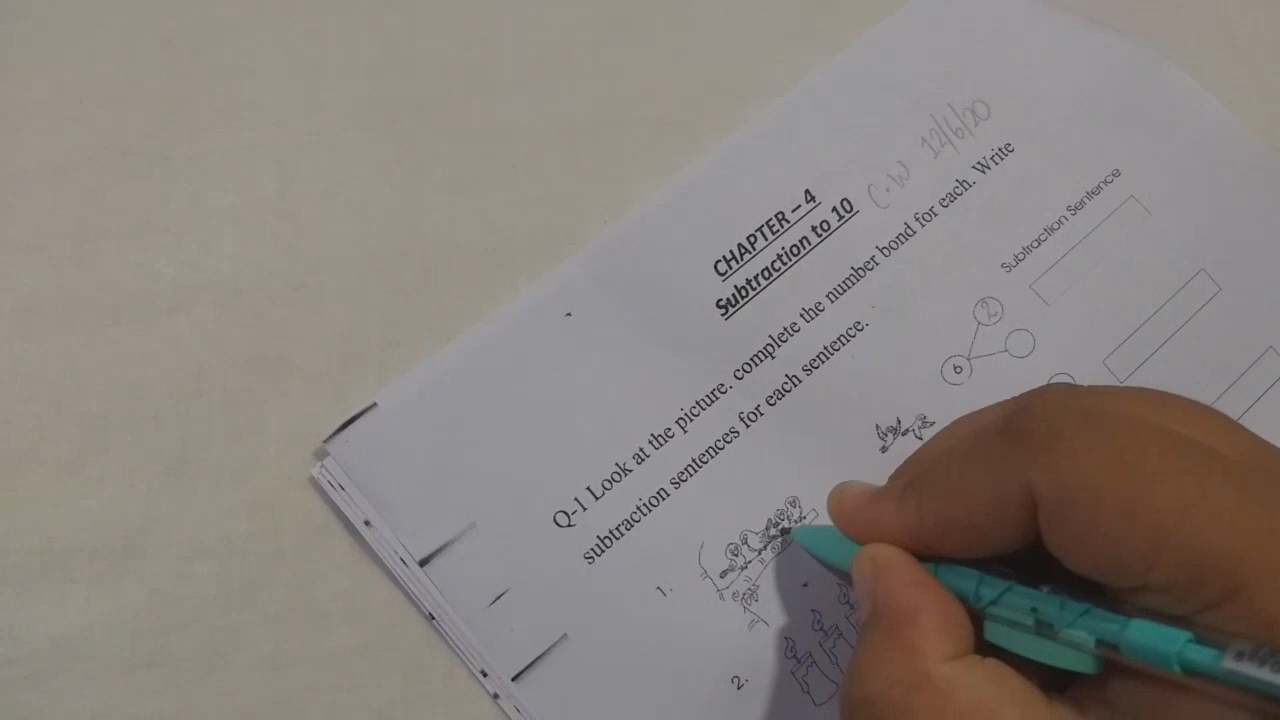 CHAPTER – 4
Subtraction to 10
C.W 12/6/20
Q-1 Look at the picture. complete the number bond for each. Write
subtraction sentences for each sentence.
Subtraction Sentence
2
6
1.
2.